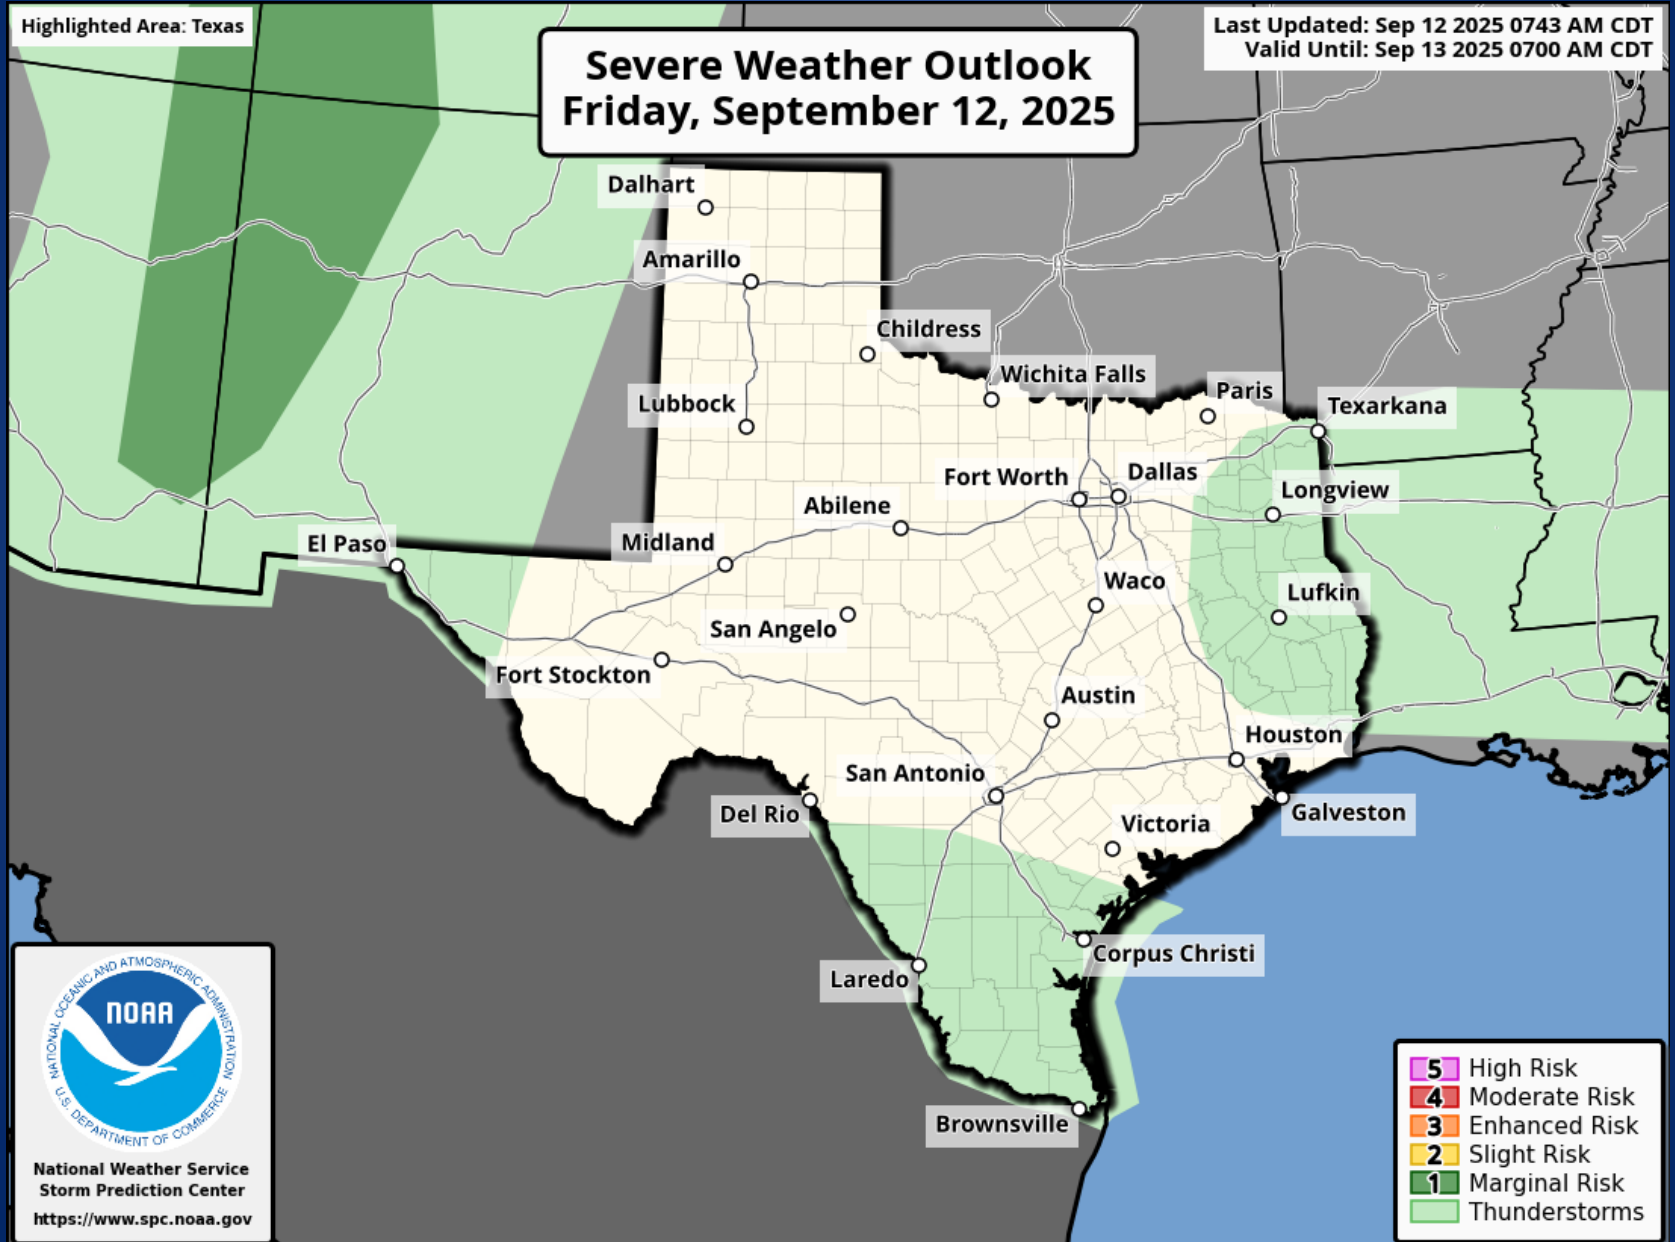 Highlighted Area: Texas
Severe Weather Outlook
Friday, September 12, 2025
Last Updated: Sep 12 2025 0743 AM CDT
Valid Until: Sep 13 2025 0700 AM CDT
Dalhart
Amarillo
Childress
Wichita Falls
Paris
Texarkana
Lubbock
Fort Worth
Dallas
Longview
Abilene
El Paso
Midland
Waco
Lufkin
San Angelo
Fort Stockton
Austin
Houston
San Antonio
Del Rio
Galveston
Victoria
Corpus Christi
Laredo
Brownsville
NATIONAL OCEANIC AND ATMOSPHERIC ADMINISTRATION
NOAA
U.S. DEPARTMENT OF COMMERCE
National Weather Service
Storm Prediction Center
https://www.spc.noaa.gov
5 High Risk
4 Moderate Risk
3 Enhanced Risk
2 Slight Risk
1 Marginal Risk
Thunderstorms